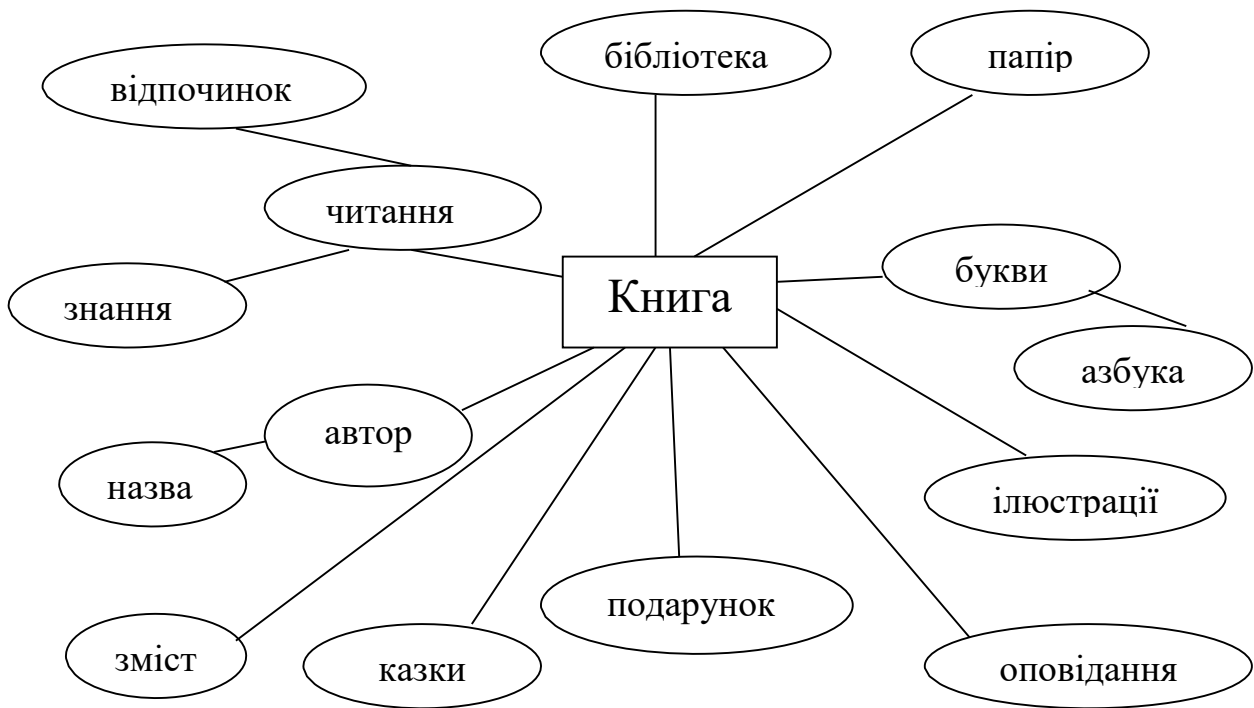 бібліотека
папір
відпочинок
читання
букви
Книга
знання
азбука
автор
назва
ілюстрації
подарунок
зміст
казки
оповідання